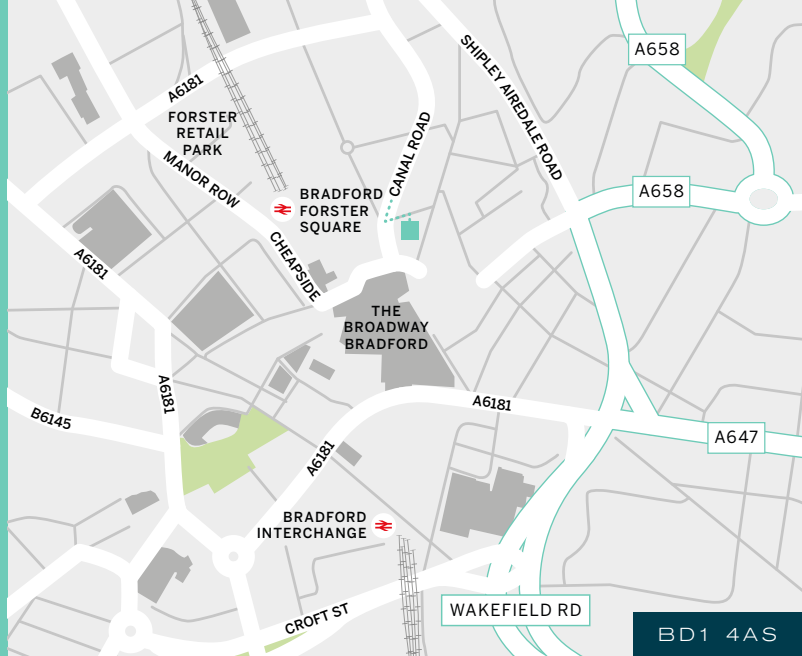 A658
SHIPLEY AIREDALE ROAD
A6181
FORSTER
RETAIL
PARK
CANAL ROAD
MANOR ROW
A658
BRADFORD
FORSTER
SQUARE
CHEAPSIDE
A6181
THE
BROADWAY
BRADFORD
A6181
A6181
B6145
A647
A6181
BRADFORD
INTERCHANGE
WAKEFIELD RD
CROFT ST
BD1 4AS